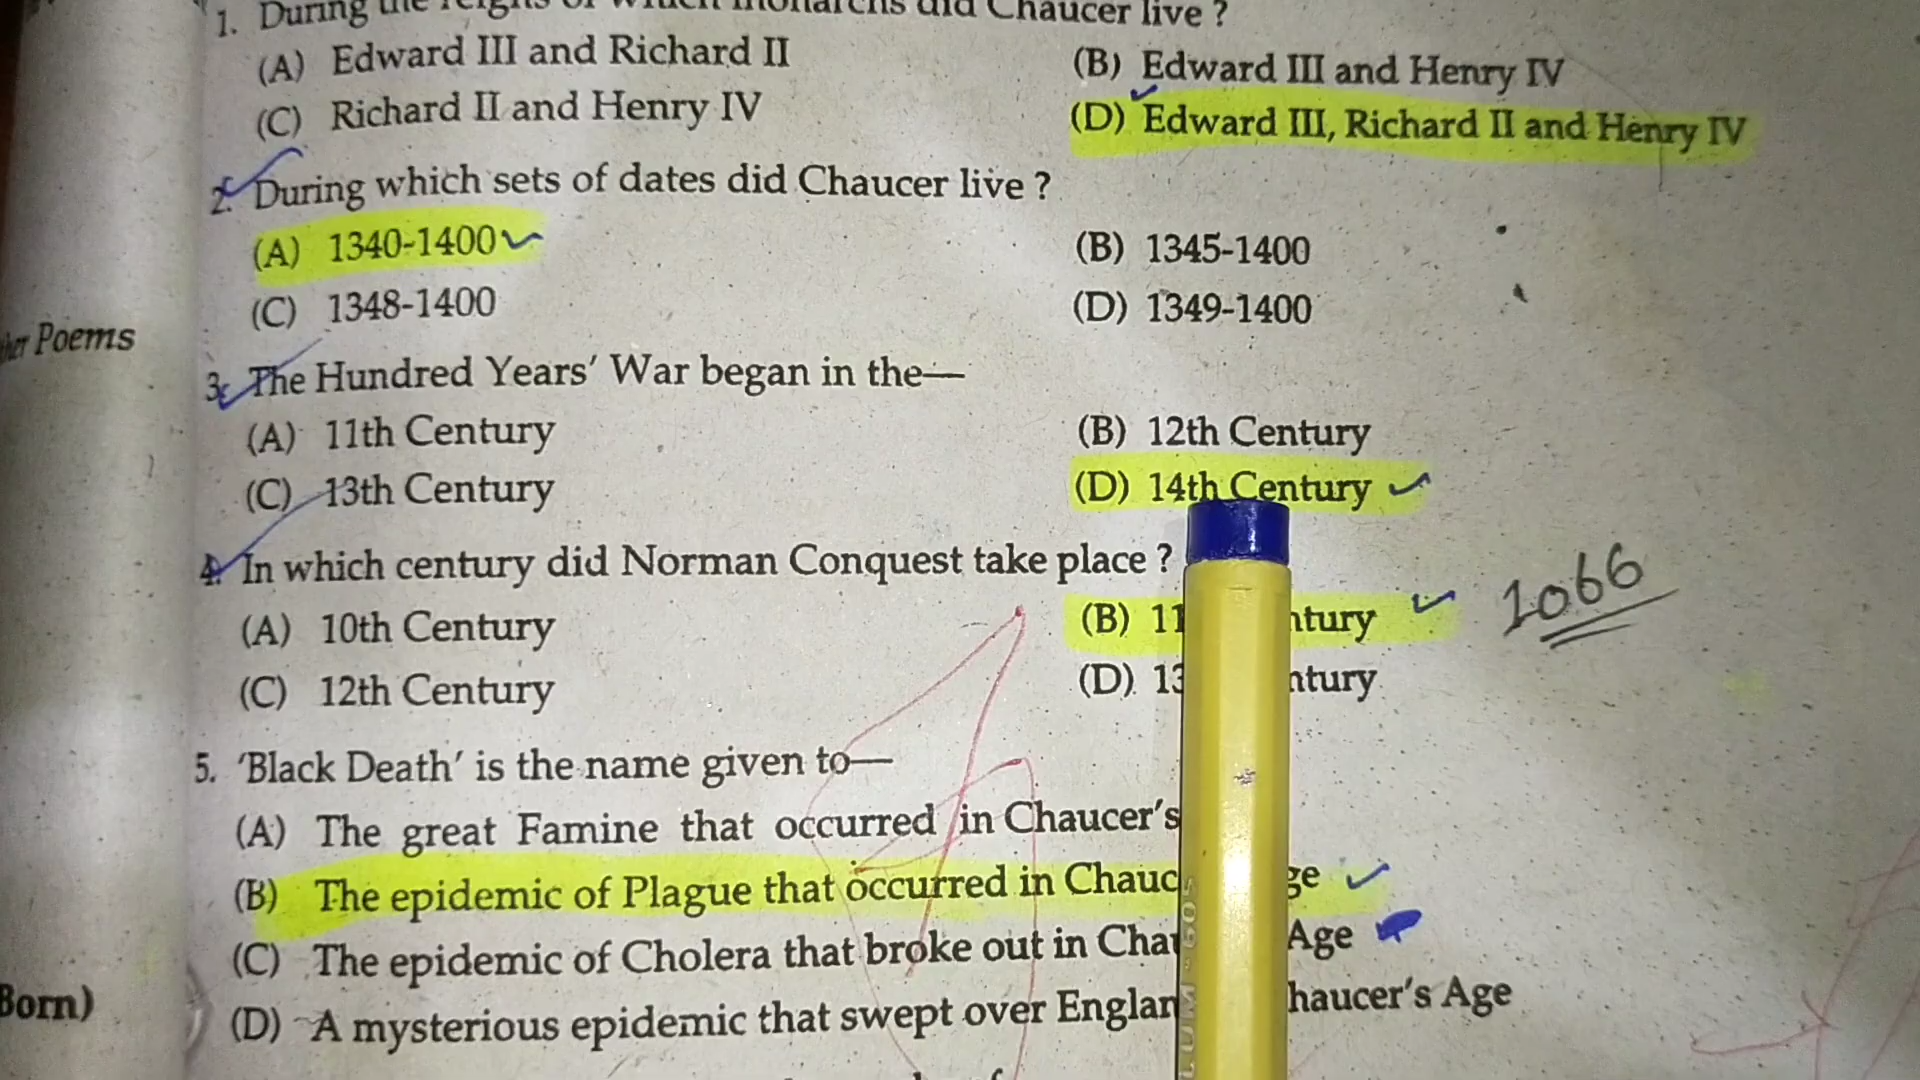 1. During the reigns of which monarchs did Chaucer live ?
(A) Edward III and Richard II (B) Edward III and Henry IV
(C) Richard II and Henry IV (D) Edward III, Richard II and Henry IV
2. During which sets of dates did Chaucer live ?
(A) 1340-1400 (B) 1345-1400
(C) 1348-1400 (D) 1349-1400
Poems
3. The Hundred Years' War began in the—
(A) 11th Century (B) 12th Century
(C) 13th Century (D) 14th Century
4. In which century did Norman Conquest take place ?
(A) 10th Century (B) 11 ntury 1066
(C) 12th Century (D) 13 ntury
5. 'Black Death' is the name given to—
(A) The great Famine that occurred in Chaucer's
(B) The epidemic of Plague that occurred in Chauc ge
(C) The epidemic of Cholera that broke out in Cha Age
Born)
(D) A mysterious epidemic that swept over Englan haucer's Age